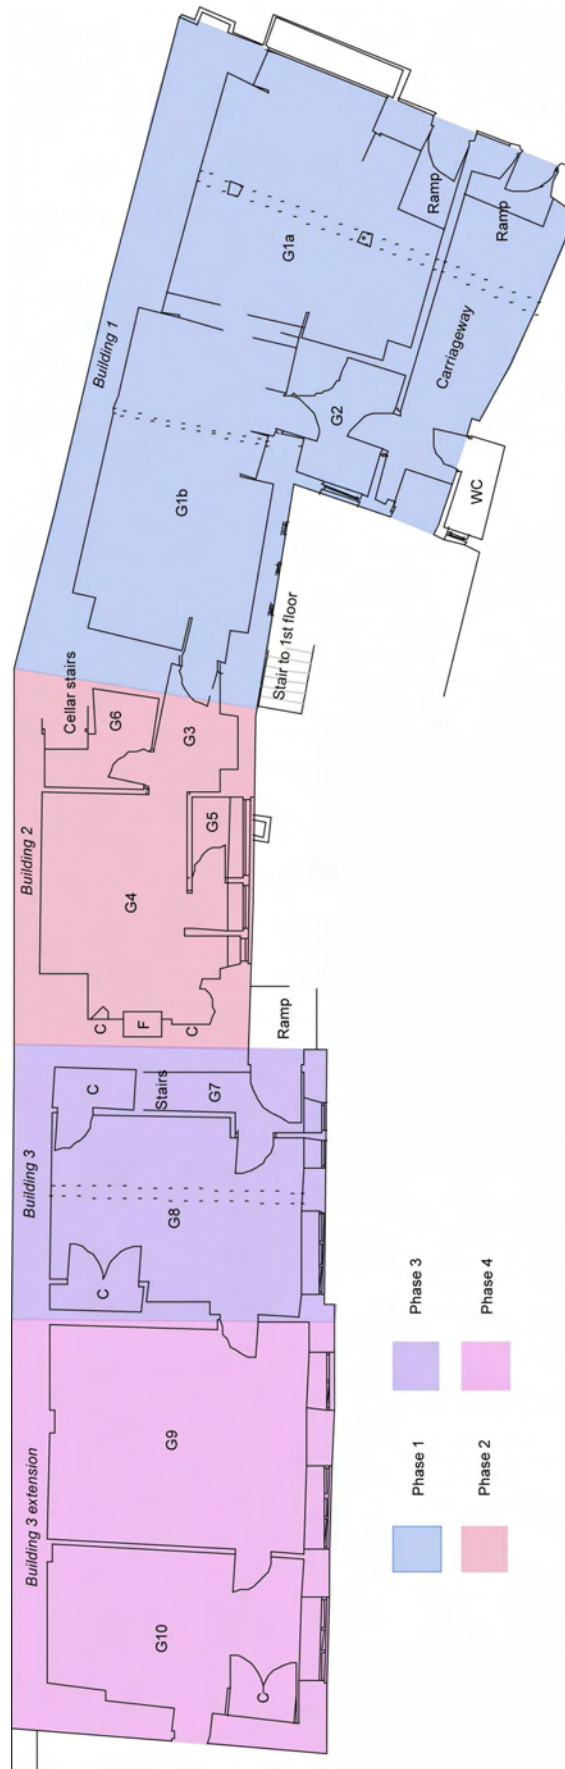 Building 3 extension
Building 3
Building 2
Building 1
G10
C
G9
C
G8
C
Stairs
G7
Ramp
C
F
C
G4
G5
G6
Cellar stairs
G3
Stair to 1st floor
G1b
G2
G1a
Ramp
Ramp
Carriageway
WC
Phase 1
Phase 3
Phase 2
Phase 4